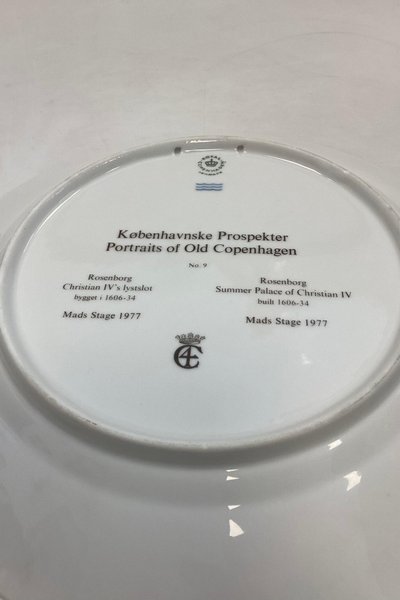 Københavnske Prospekter
Portraits of Old Copenhagen
No. 9
Rosenborg
Christian IV's lystslot
bygget i 1606-34
Mads Stage 1977
Rosenborg
Summer Palace of Christian IV
built 1606-34
Mads Stage 1977
C4